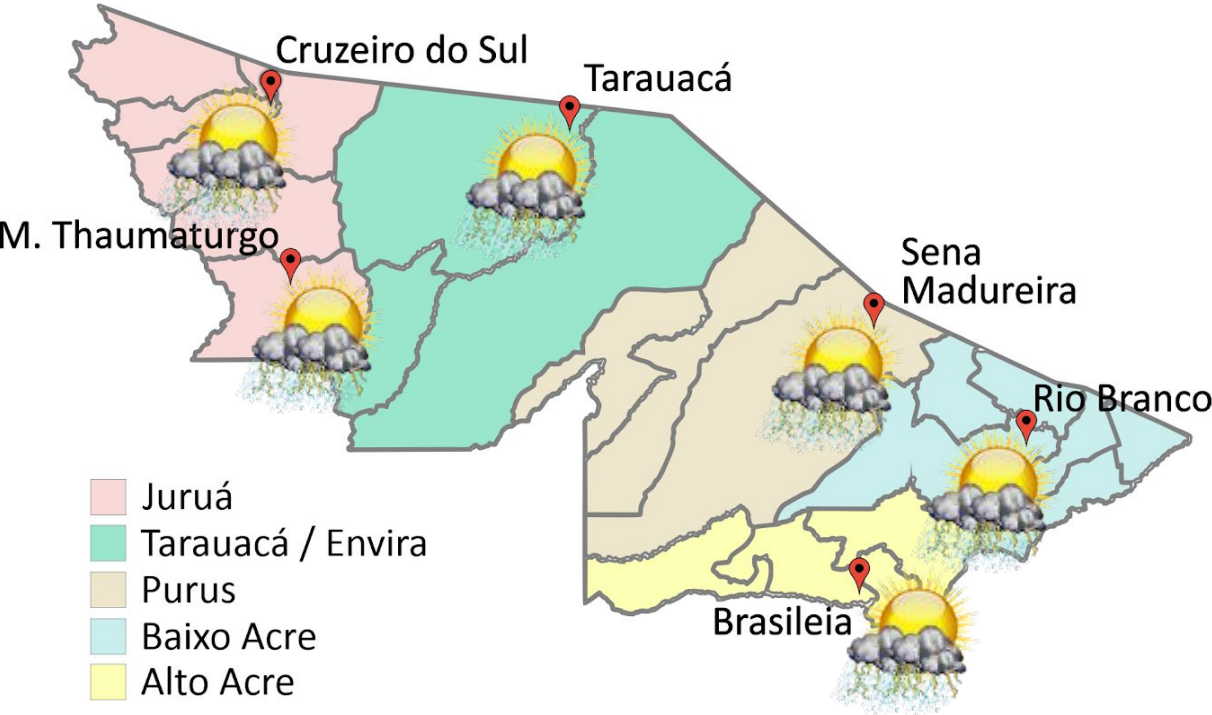 Cruzeiro do Sul
Tarauacá
M. Thaumaturgo
Sena
Madureira
Rio Branco
Brasileia
Juruá
Tarauacá / Envira
Purus
Baixo Acre
Alto Acre